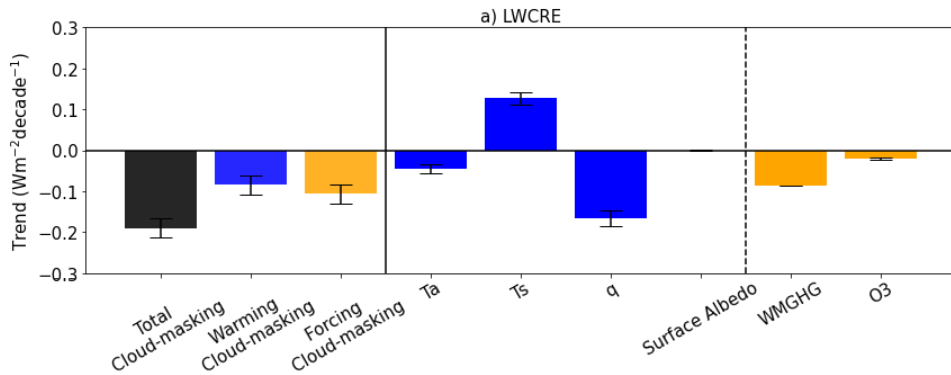 a) LWCRE
Trend (Wm⁻²decade⁻¹)
0.3
0.2
0.1
0.0
−0.1
−0.2
−0.3
Total
Cloud-masking
Warming
Cloud-masking
Forcing
Cloud-masking
Ta
Ts
q
Surface Albedo
WMGHG
O3